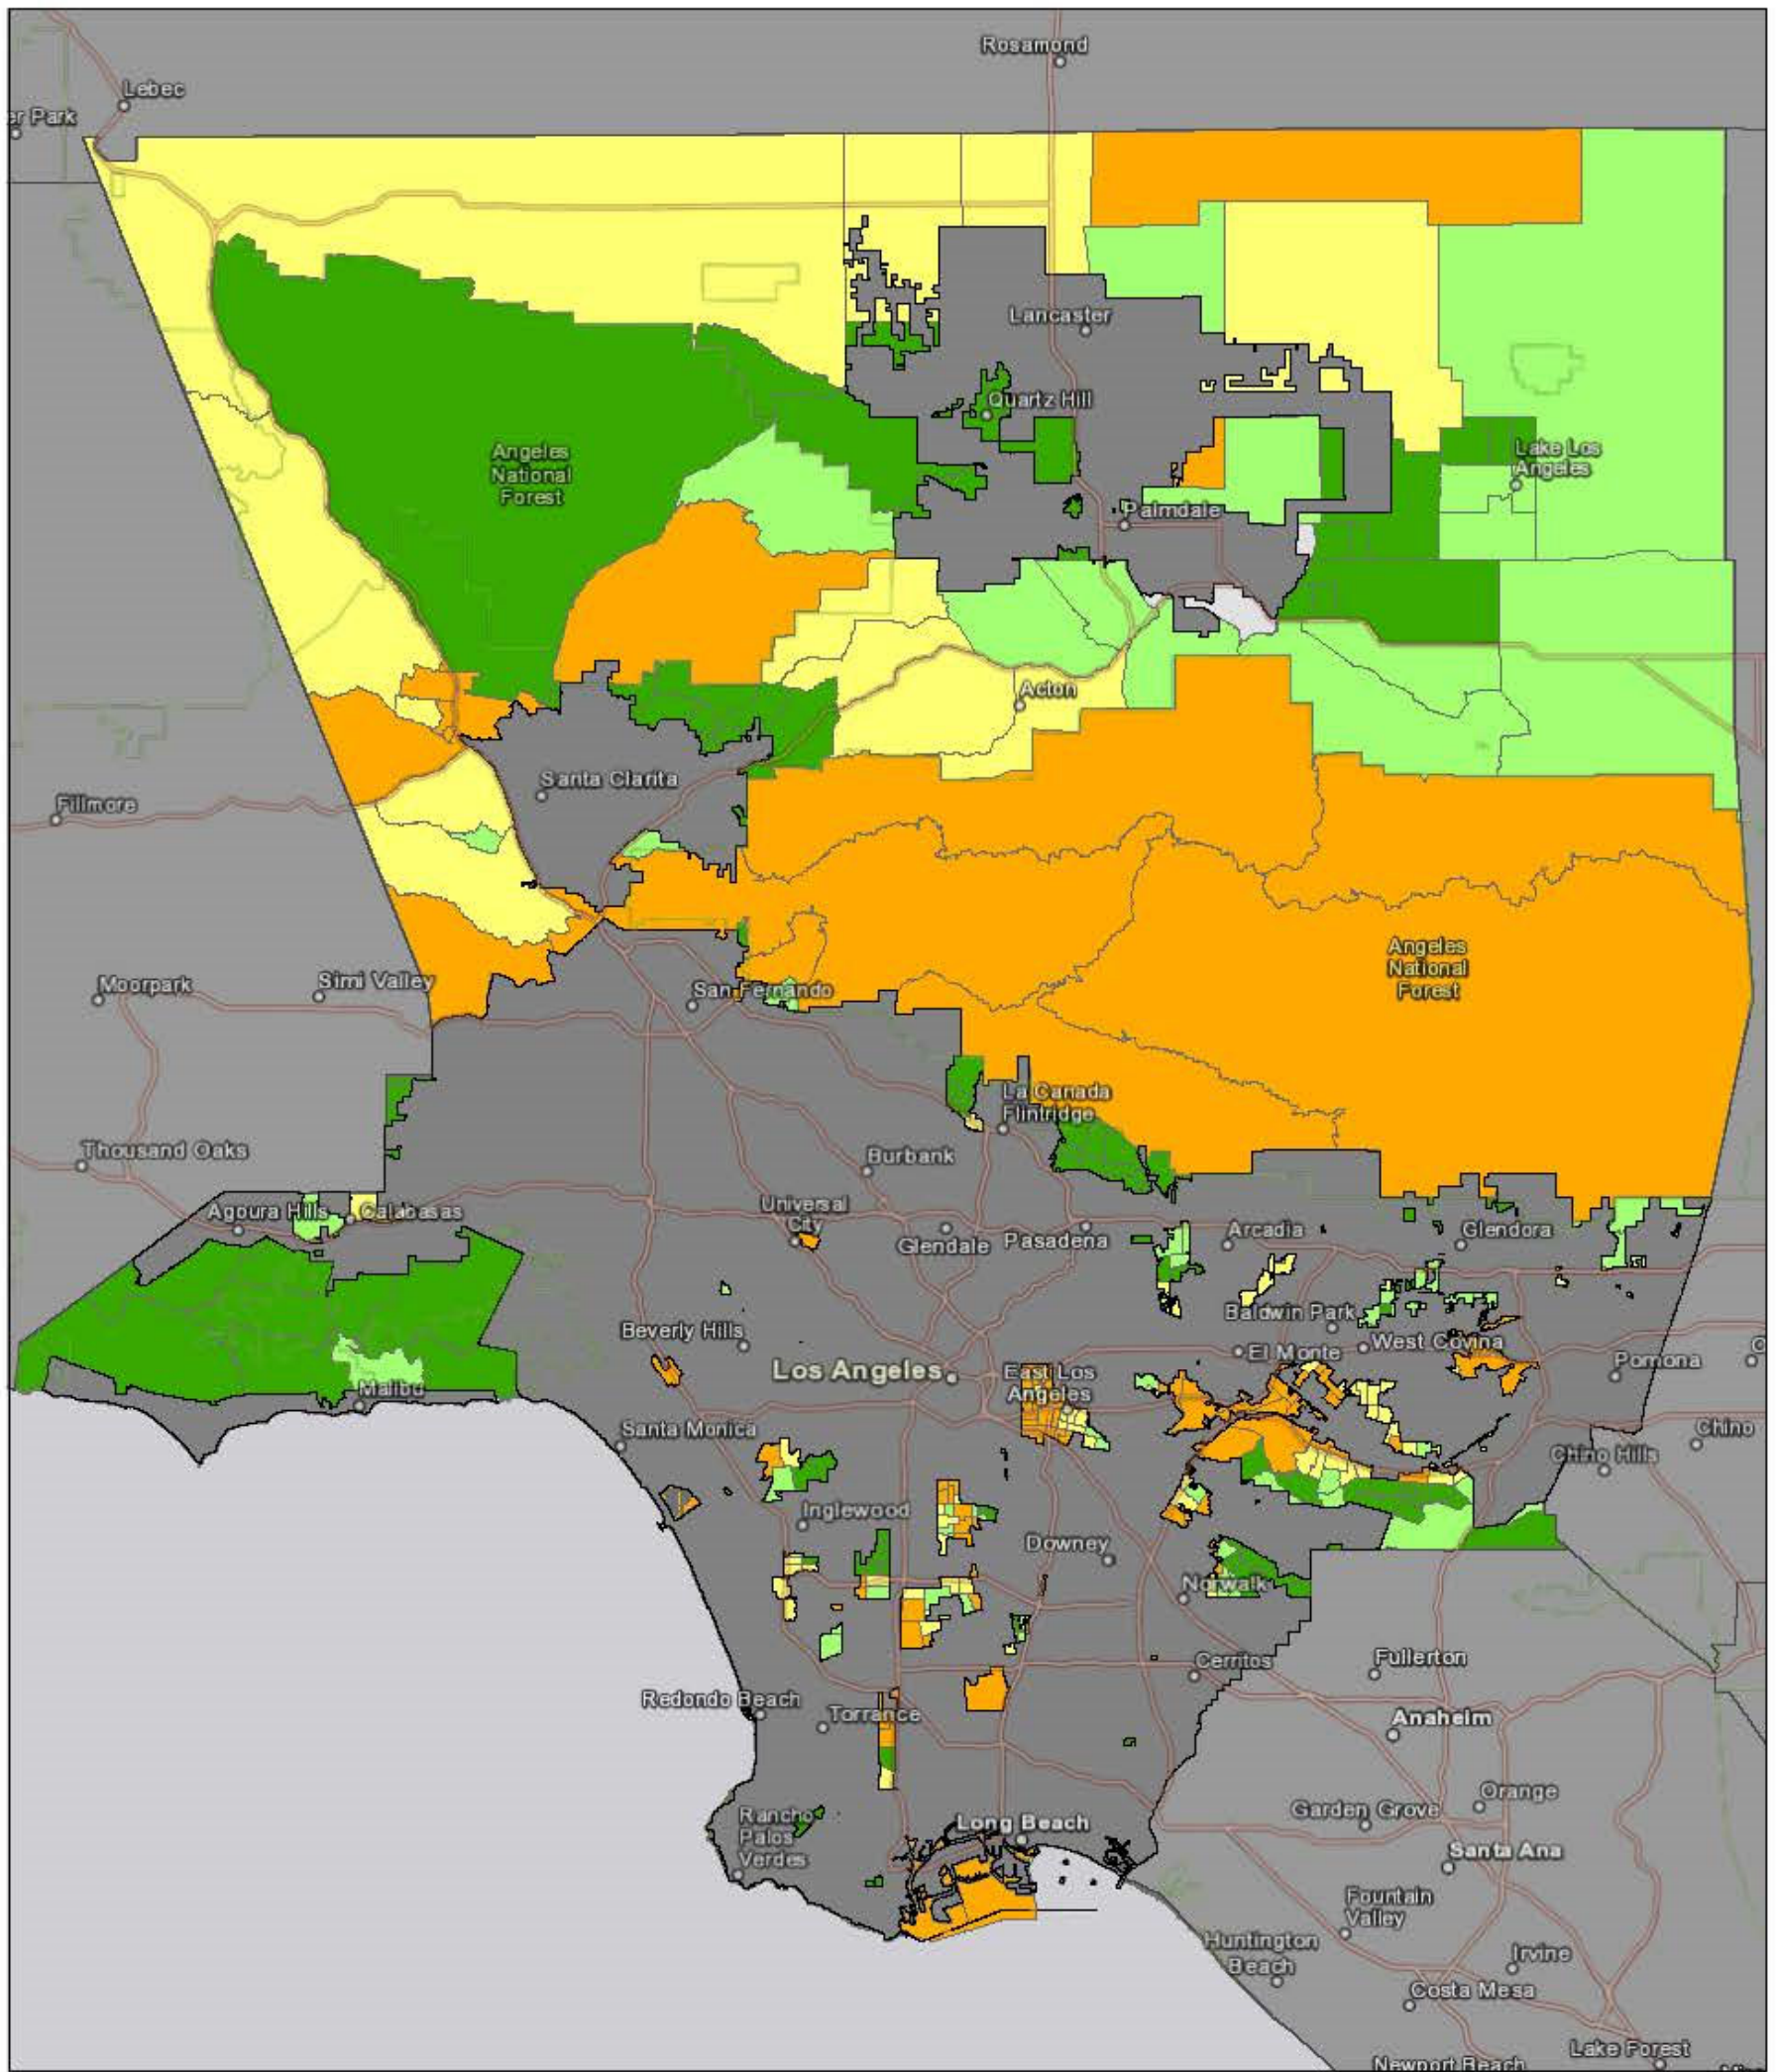 Rosamond
Lebec
er Park
Lancaster
Quartz Hill
Angeles
National
Forest
Lake Los
Angeles
Palmdale
Acton
Santa Clarita
Fillmore
Angeles
National
Forest
Moorpark
Simi Valley
San Fernando
La Canada
Flintridge
Thousand Oaks
Burbank
Agoura Hills
Calabasas
Universal
City
Glendale
Pasadena
Arcadia
Glendora
Baldwin Park
Beverly Hills
El Monte
West Covina
Los Angeles
East Los
Angeles
Pomona
Malibu
Santa Monica
Chino
Chino Hills
Inglewood
Downey
Norwalk
Cerritos
Fullerton
Redondo Beach
Torrance
Anaheim
Orange
Garden Grove
Rancho
Palos
Verdes
Long Beach
Santa Ana
Fountain
Valley
Huntington
Beach
Irvine
Costa Mesa
Lake Forest
Newport Beach